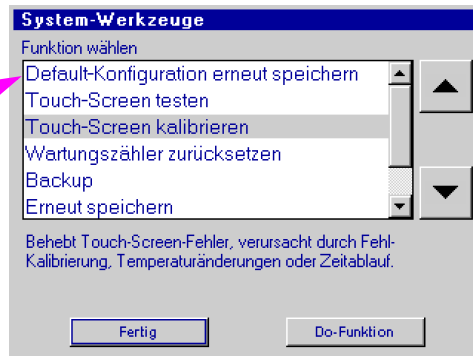 System-Werkzeuge
Funktion wählen
Default-Konfiguration erneut speichern
Touch-Screen testen
Touch-Screen kalibrieren
Wartungszähler zurücksetzen
Backup
Erneut speichern
Behebt Touch-Screen-Fehler, verursacht durch Fehl-
Kalibrierung, Temperaturänderungen oder Zeitablauf.
Fertig
Do-Funktion